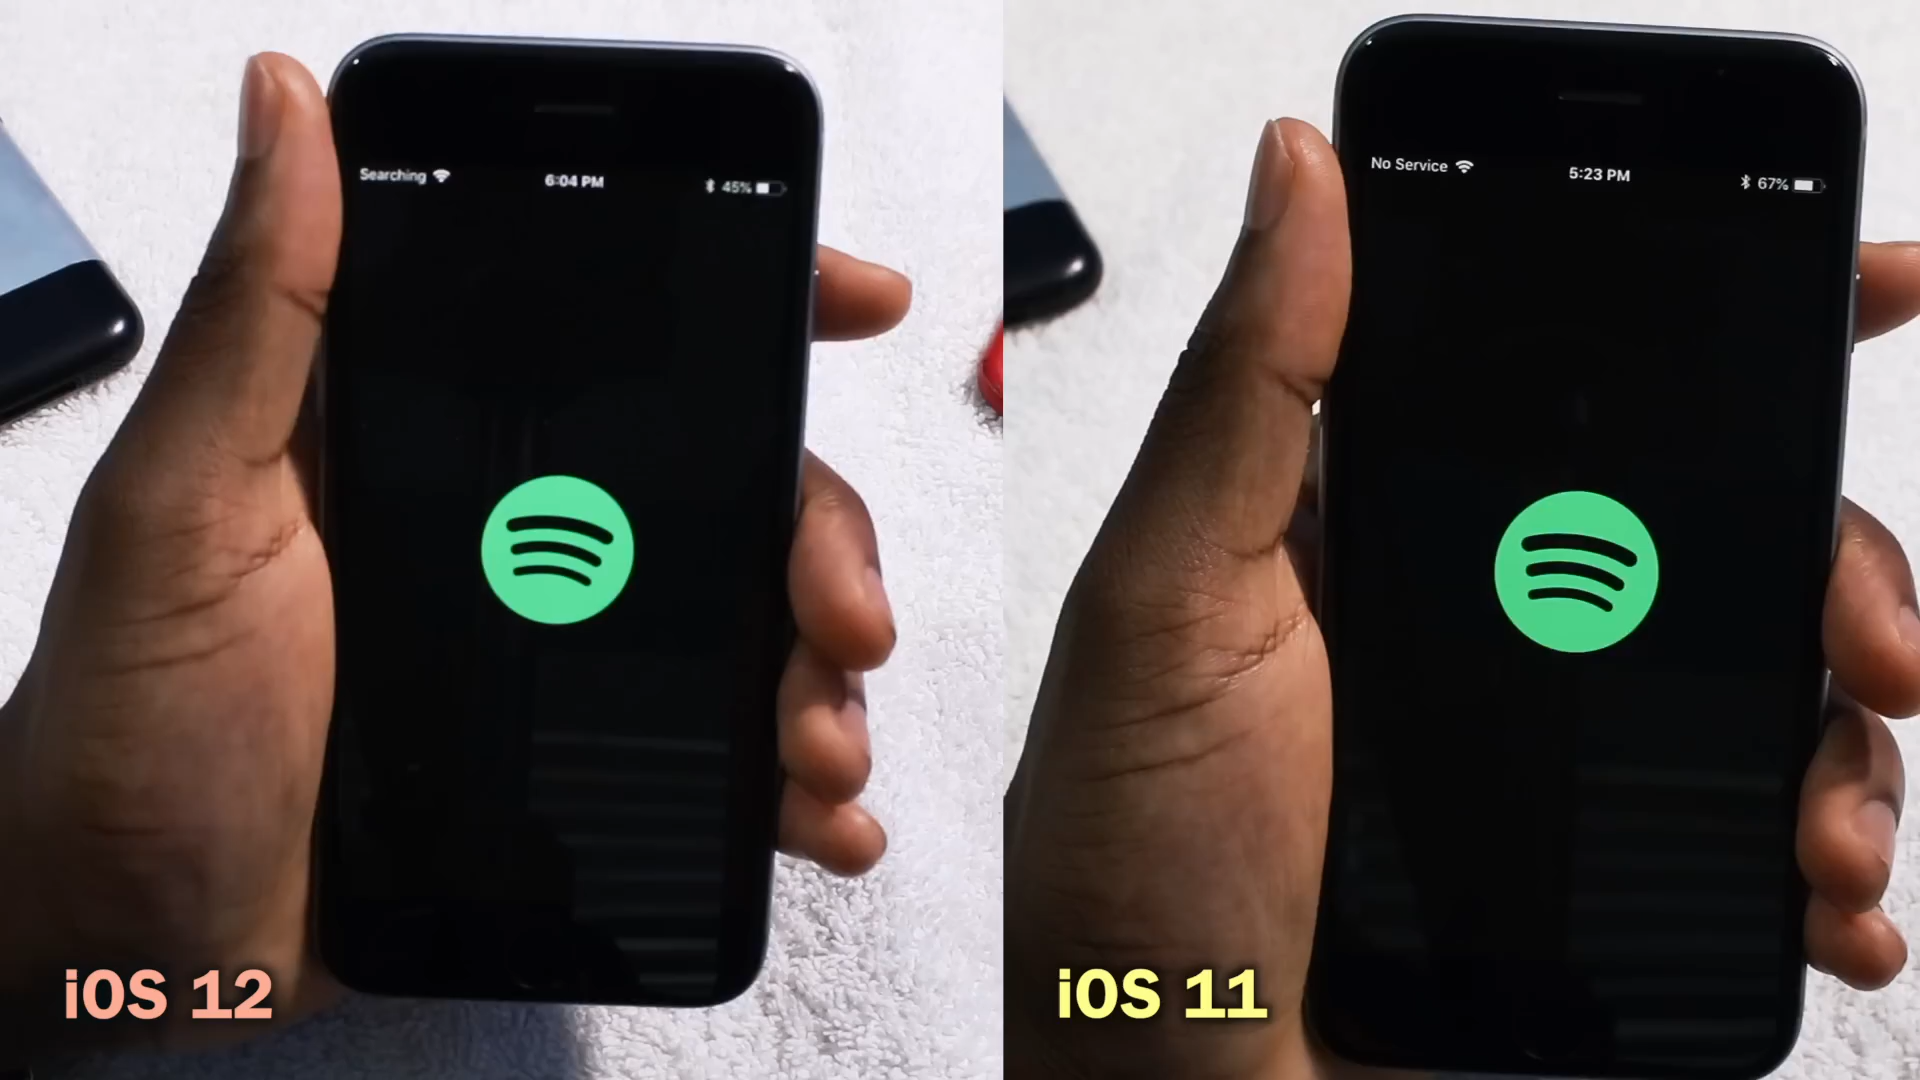 Searching 6:04 PM 45%
iOS 12
No Service 5:23 PM 67%
iOS 11